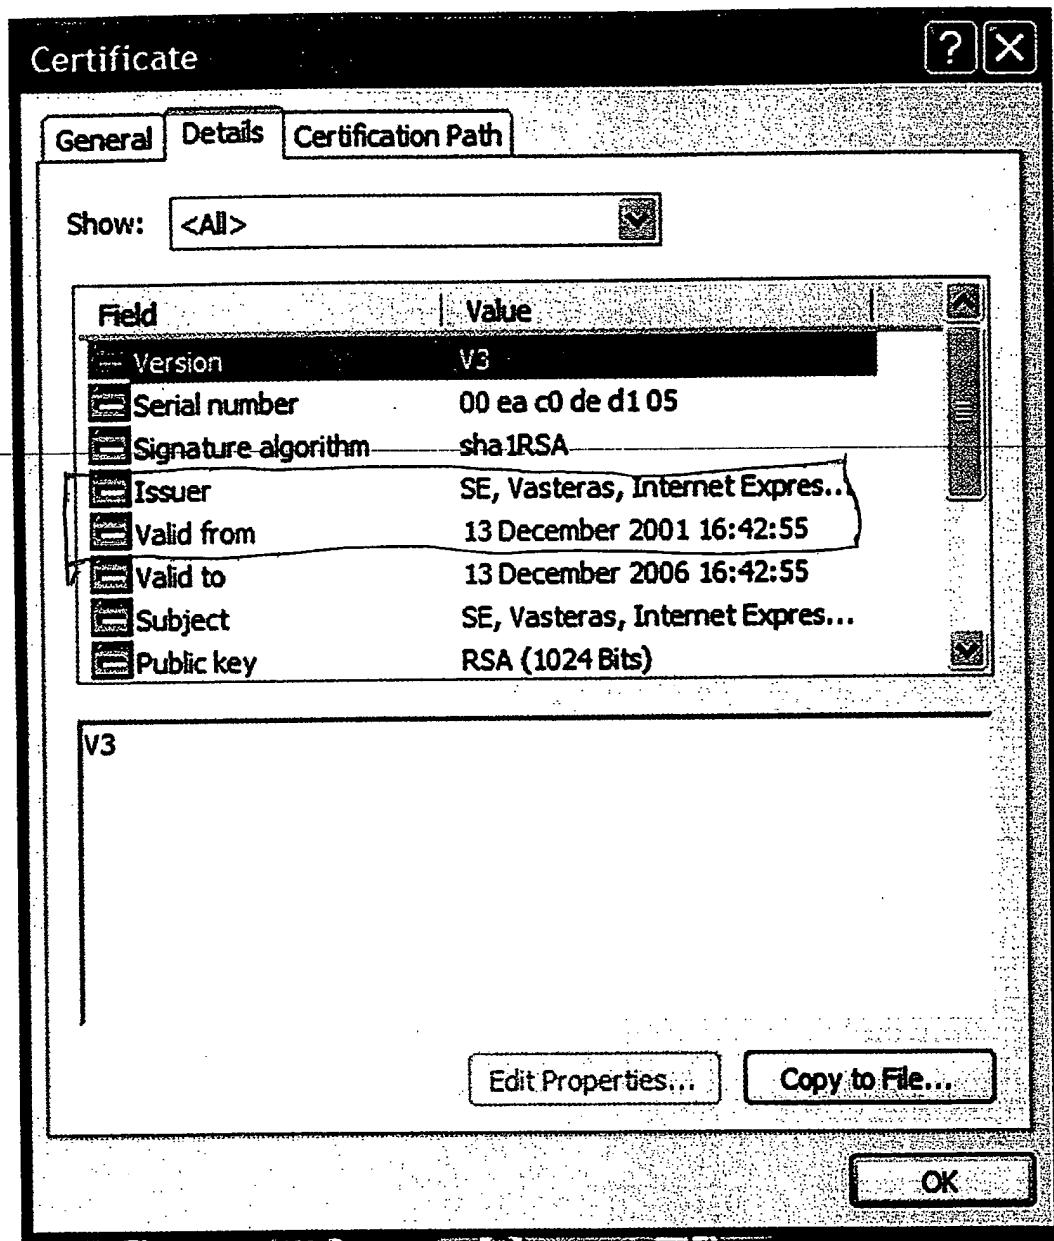 Certificate
General Details Certification Path
Show: <All>
Field Value
Version V3
Serial number 00 ea c0 de d1 05
Signature algorithm sha1RSA
Issuer SE, Vasteras, Internet Expres...
Valid from 13 December 2001 16:42:55
Valid to 13 December 2006 16:42:55
Subject SE, Vasteras, Internet Expres...
Public key RSA (1024 Bits)
V3
Edit Properties... Copy to File...
OK